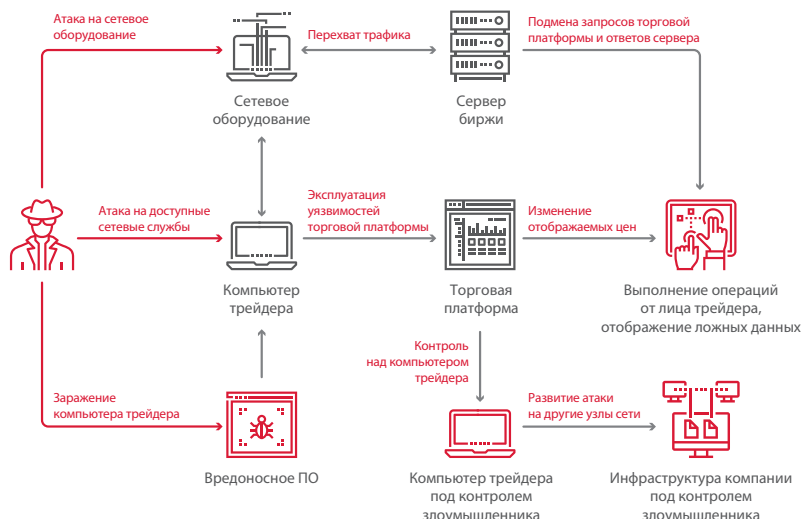 Атака на сетевое
оборудование
Перехват трафика
Подмена запросов торговой
платформы и ответов сервера
Сетевое
оборудование
Сервер
биржи
Атака на доступные
сетевые службы
Эксплуатация
уязвимостей
торговой платформы
Изменение
отображаемых цен
Компьютер
трейдера
Торговая
платформа
Выполнение операций
от лица трейдера,
отображение ложных данных
Контроль
над компьютером
трейдера
Заражение
компьютера трейдера
Развитие атаки
на другие узлы сети
Вредоносное ПО
Компьютер трейдера
под контролем
злоумышленника
Инфраструктура компании
под контролем
злоумышленника